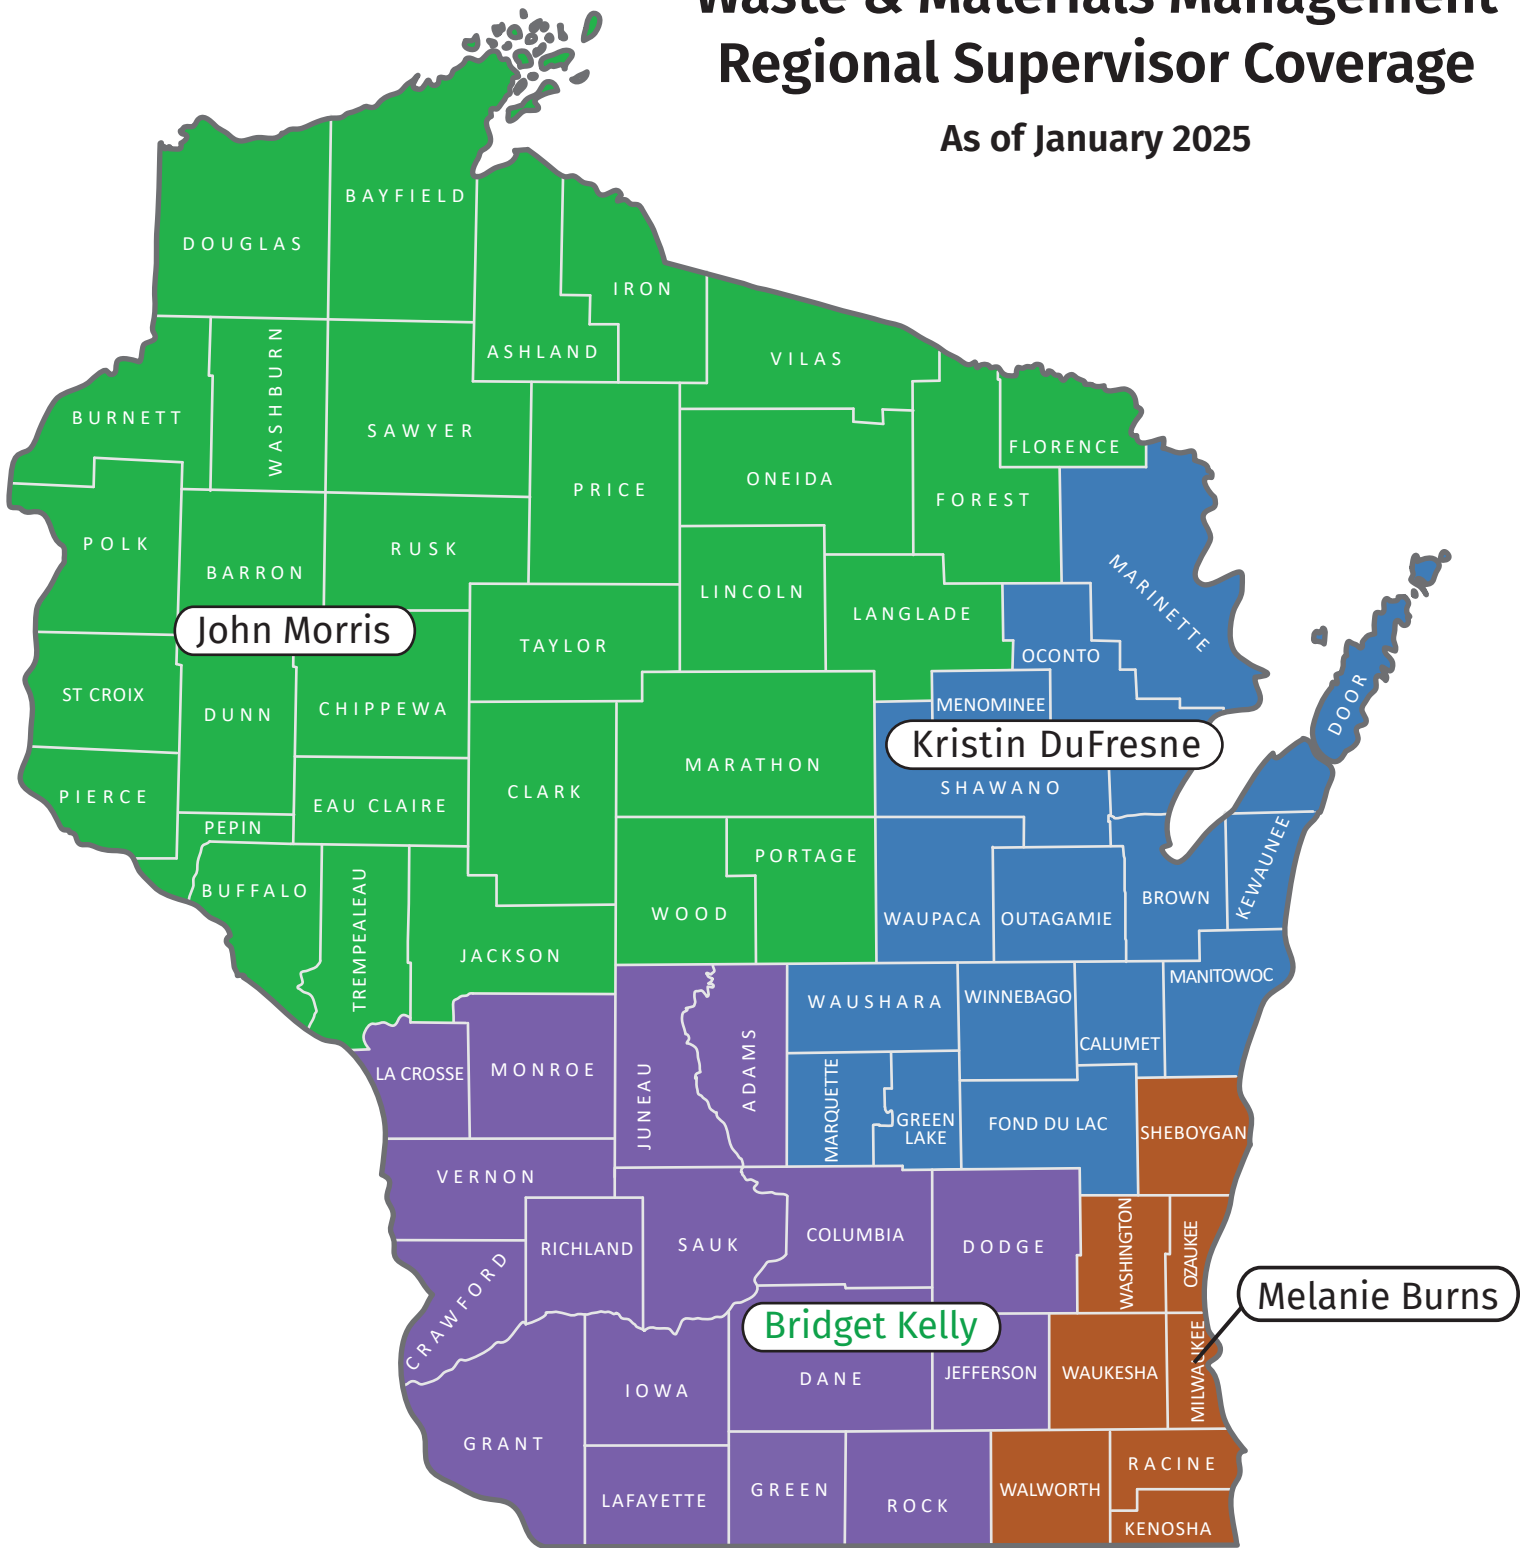 Waste & Materials Management
Regional Supervisor Coverage
As of January 2025
BAYFIELD
DOUGLAS
IRON
ASHLAND
VILAS
WASHBURN
BURNETT
SAWYER
FLORENCE
ONEIDA
PRICE
FOREST
POLK
RUSK
BARRON
LINCOLN
LANGLADE
MARINETTE
John Morris
TAYLOR
OCONTO
ST CROIX
DUNN
CHIPPEWA
MENOMINEE
DOOR
Kristin DuFresne
MARATHON
SHAWANO
CLARK
PIERCE
EAU CLAIRE
PEPIN
PORTAGE
KEWAUNEE
BUFFALO
BROWN
WOOD
WAUPACA
OUTAGAMIE
TREMPEALEAU
JACKSON
MANITOWOC
WAUSHARA
WINNEBAGO
CALUMET
LA CROSSE
MONROE
ADAMS
JUNEAU
MARQUETTE
GREEN
LAKE
FOND DU LAC
SHEBOYGAN
VERNON
COLUMBIA
SAUK
RICHLAND
DODGE
WASHINGTON
OZAUKEE
CRAWFORD
Melanie Burns
Bridget Kelly
MILWAUKEE
JEFFERSON
WAUKESHA
DANE
IOWA
GRANT
RACINE
WALWORTH
GREEN
LAFAYETTE
ROCK
KENOSHA